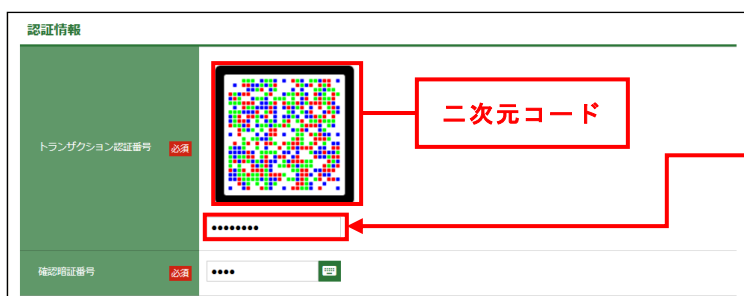 認証情報
二次元コード
トランザクション認証番号 必須
••••••••
確認暗証番号 必須 ••••